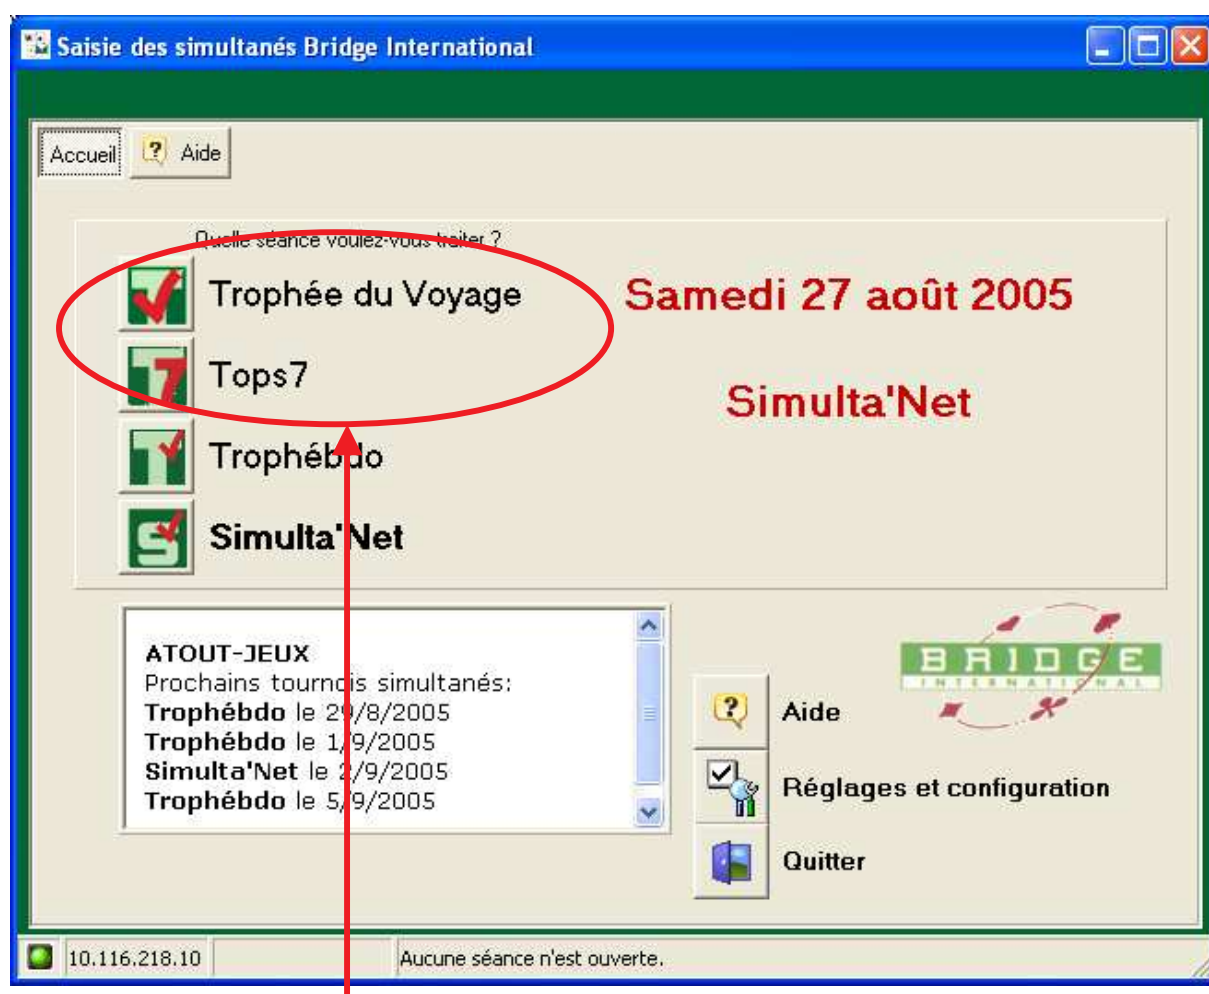 Saisie des simultanés Bridge International
Accueil
Aide
Quelle séance voulez-vous traiter ?
Trophée du Voyage
Samedi 27 août 2005
Tops7
Simulta'Net
Trophébdo
Simulta'Net
ATOUT-JEUX
Prochains tournois simultanés:
Trophébdo le 29/8/2005
Trophébdo le 1/9/2005
Simulta'Net le 2/9/2005
Trophébdo le 5/9/2005
BRIDGE
INTERNATIONAL
Aide
Réglages et configuration
Quitter
10.116.218.10
Aucune séance n'est ouverte.